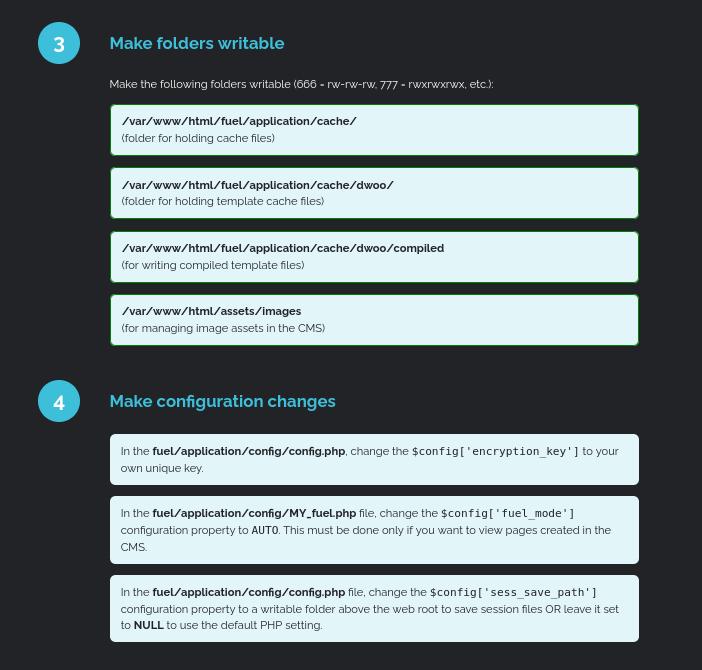 3
Make folders writable
Make the following folders writable (666 = rw-rw-rw, 777 = rwxrwxrwx, etc.):
/var/www/html/fuel/application/cache/
(folder for holding cache files)
/var/www/html/fuel/application/cache/dwoo/
(folder for holding template cache files)
/var/www/html/fuel/application/cache/dwoo/compiled
(for writing compiled template files)
/var/www/html/assets/images
(for managing image assets in the CMS)
4
Make configuration changes
In the fuel/application/config/config.php, change the $config['encryption_key'] to your
own unique key.
In the fuel/application/config/MY_fuel.php file, change the $config['fuel_mode']
configuration property to AUTO. This must be done only if you want to view pages created in the
CMS.
In the fuel/application/config/config.php file, change the $config['sess_save_path']
configuration property to a writable folder above the web root to save session files OR leave it set
to NULL to use the default PHP setting.